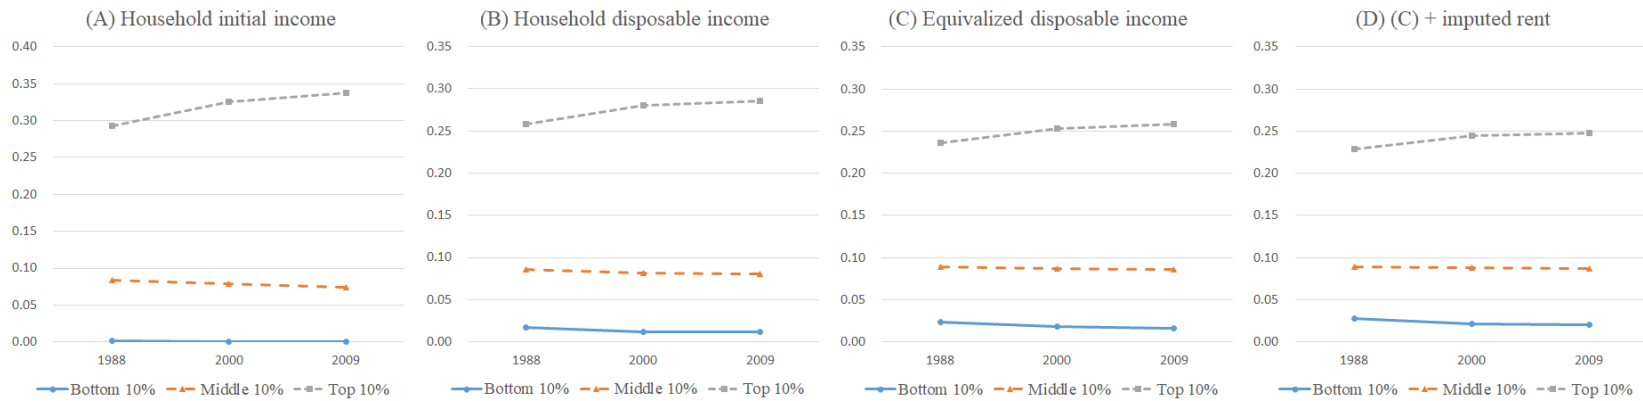 (A) Household initial income
0.40
0.35
0.30
0.25
0.20
0.15
0.10
0.05
0.00
1988 2000 2009
Bottom 10% Middle 10% Top 10%
(B) Household disposable income
0.35
0.30
0.25
0.20
0.15
0.10
0.05
0.00
1988 2000 2009
Bottom 10% Middle 10% Top 10%
(C) Equivalized disposable income
0.35
0.30
0.25
0.20
0.15
0.10
0.05
0.00
1988 2000 2009
Bottom 10% Middle 10% Top 10%
(D) (C) + imputed rent
0.35
0.30
0.25
0.20
0.15
0.10
0.05
0.00
1988 2000 2009
Bottom 10% Middle 10% Top 10%